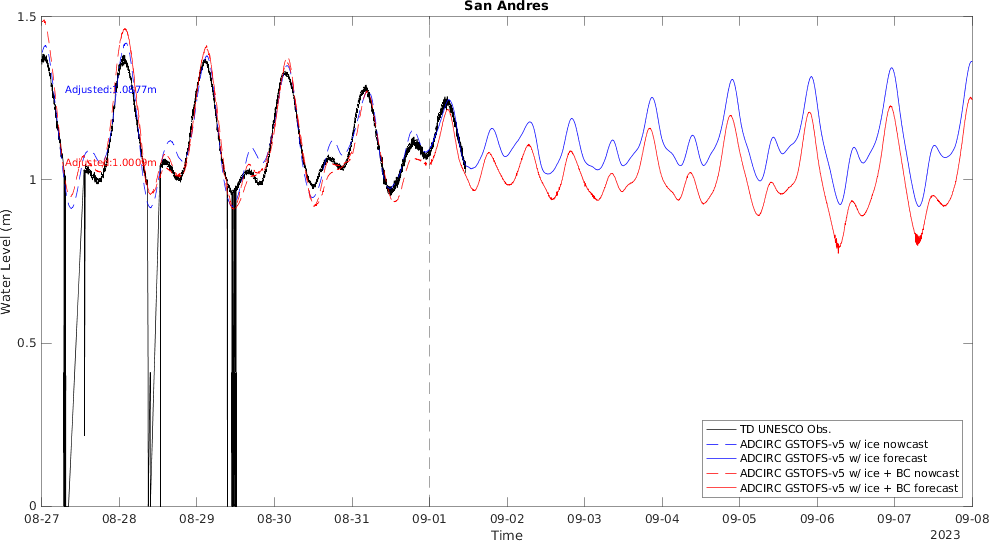 San Andres
1.5
1
0.5
0
Water Level (m)
Adjusted:1.0877m
Adjusted:1.0009m
TD UNESCO Obs.
ADCIRC GSTOFS-v5 w/ ice nowcast
ADCIRC GSTOFS-v5 w/ ice forecast
ADCIRC GSTOFS-v5 w/ ice + BC nowcast
ADCIRC GSTOFS-v5 w/ ice + BC forecast
08-27 08-28 08-29 08-30 08-31 09-01 09-02 09-03 09-04 09-05 09-06 09-07 09-08
Time
2023